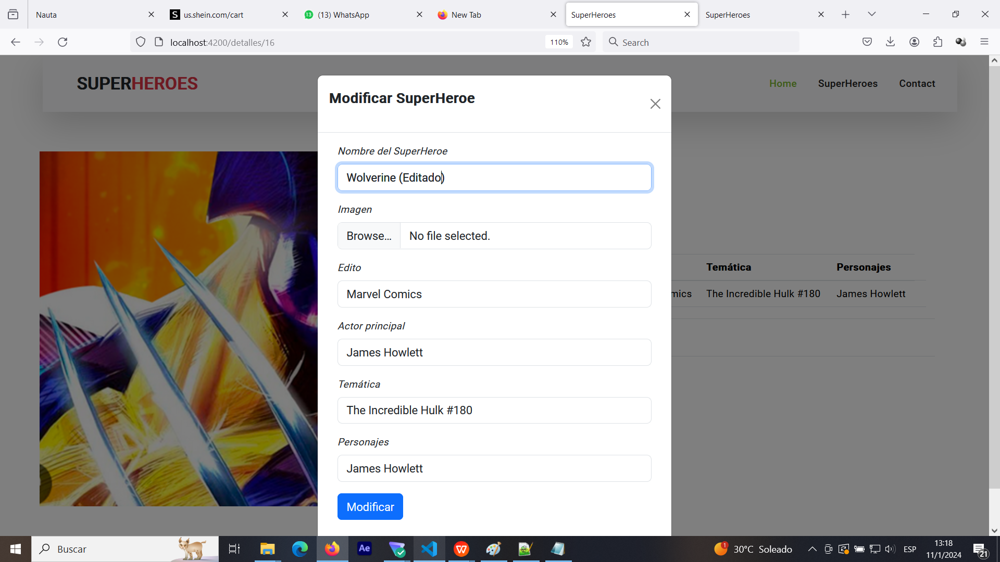 Nauta
us.shein.com/cart
13
(13) WhatsApp
New Tab
SuperHeroes
SuperHeroes
localhost:4200/detalles/16
110%
Search
SUPERHEROES
Home
SuperHeroes
Contact
Modificar SuperHeroe
Nombre del SuperHeroe
Wolverine (Editado)
Imagen
Browse...
No file selected.
Edito
Marvel Comics
Actor principal
James Howlett
Temática
The Incredible Hulk #180
Personajes
James Howlett
Modificar
Temática
Personajes
mics
The Incredible Hulk #180
James Howlett
Buscar
Ae
1
30°C Soleado
ESP
13:18
11/1/2024
21